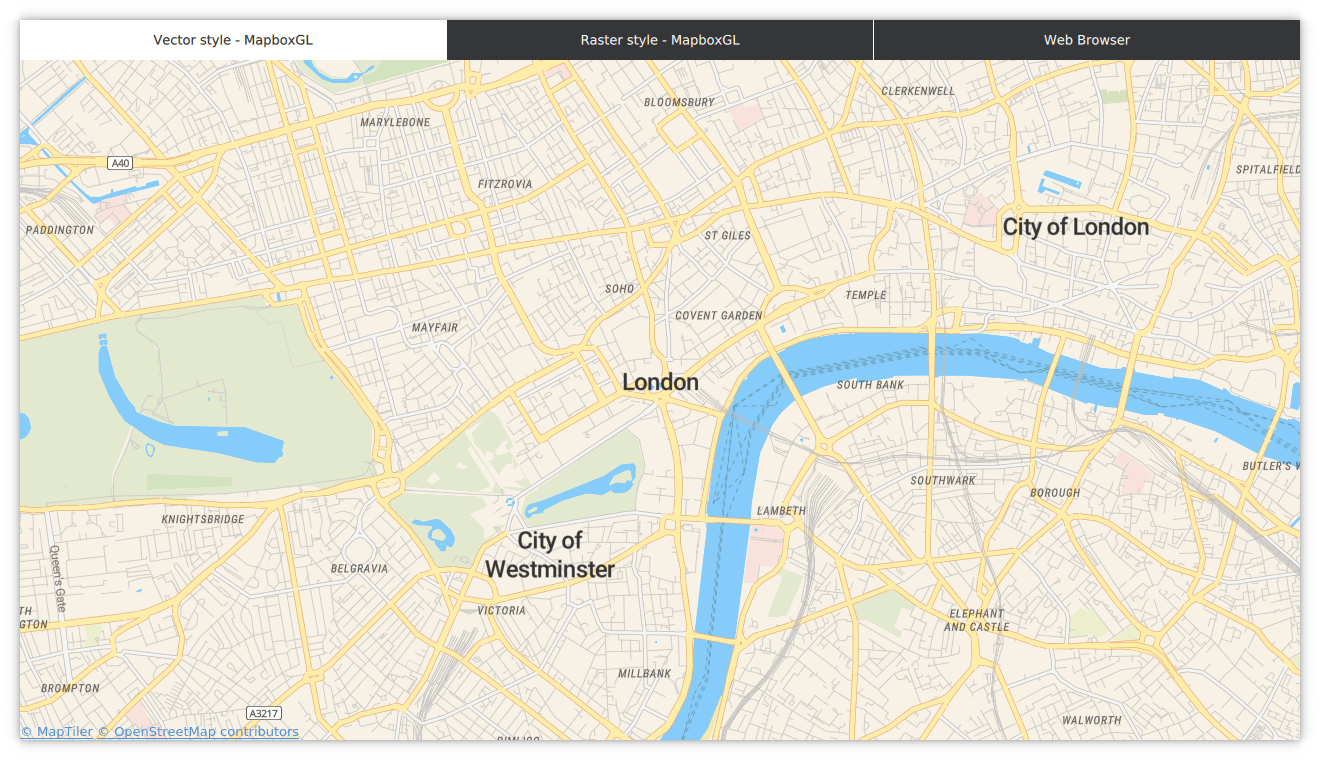 Vector style - MapboxGL
Raster style - MapboxGL
Web Browser
CLERKENWELL
BLOOMSBURY
MARYLEBONE
A40
SPITALFIELD
FITZROVIA
City of London
PADDINGTON
ST GILES
SOHO
TEMPLE
COVENT GARDEN
MAYFAIR
London
SOUTH BANK
BUTLER'S
SOUTHWARK
BOROUGH
LAMBETH
KNIGHTSBRIDGE
City of
Westminster
BELGRAVIA
Queen's Gate
VICTORIA
TH
GTON
ELEPHANT
AND CASTLE
MILLBANK
BROMPTON
A3217
WALWORTH
© MapTiler © OpenStreetMap contributors